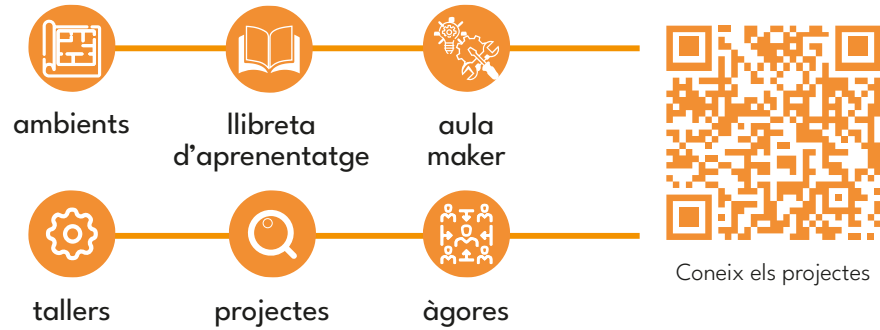 ambients
llibreta
d'aprenentatge
aula
maker
tallers
projectes
àgores
Coneix els projectes